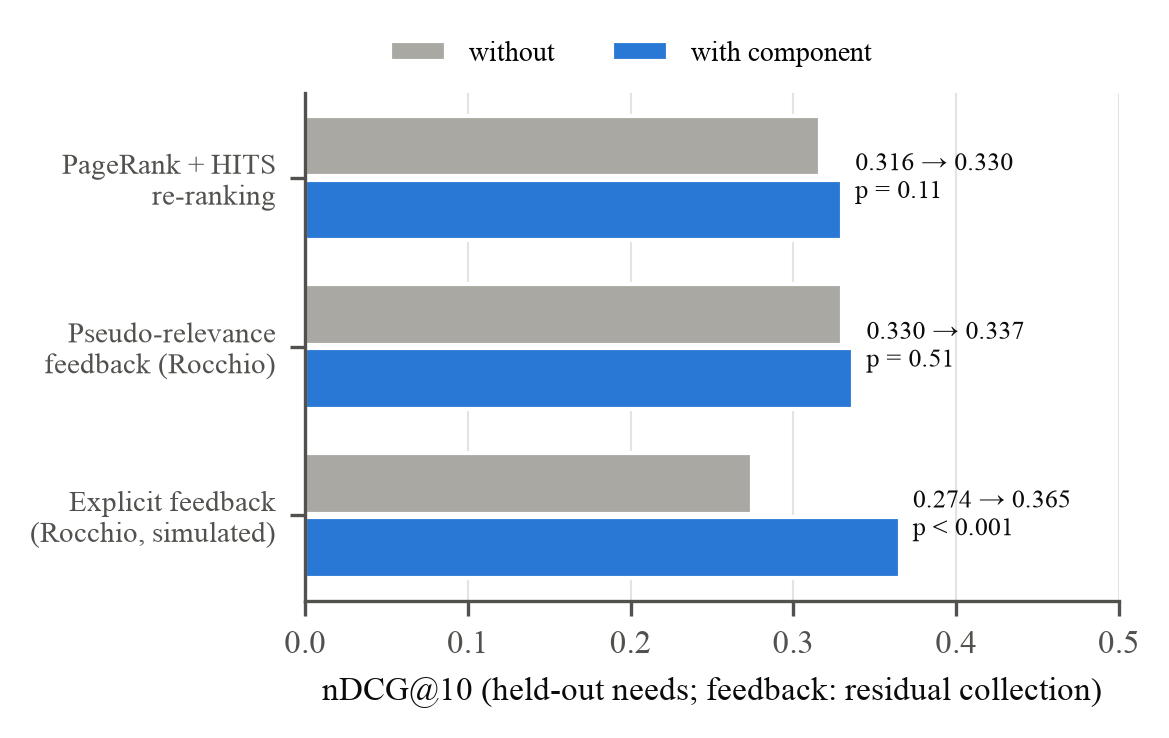 without
with component
PageRank + HITS
re-ranking
0.316 → 0.330
p = 0.11
Pseudo-relevance
feedback (Rocchio)
0.330 → 0.337
p = 0.51
Explicit feedback
(Rocchio, simulated)
0.274 → 0.365
p < 0.001
0.0 0.1 0.2 0.3 0.4 0.5
nDCG@10 (held-out needs; feedback: residual collection)